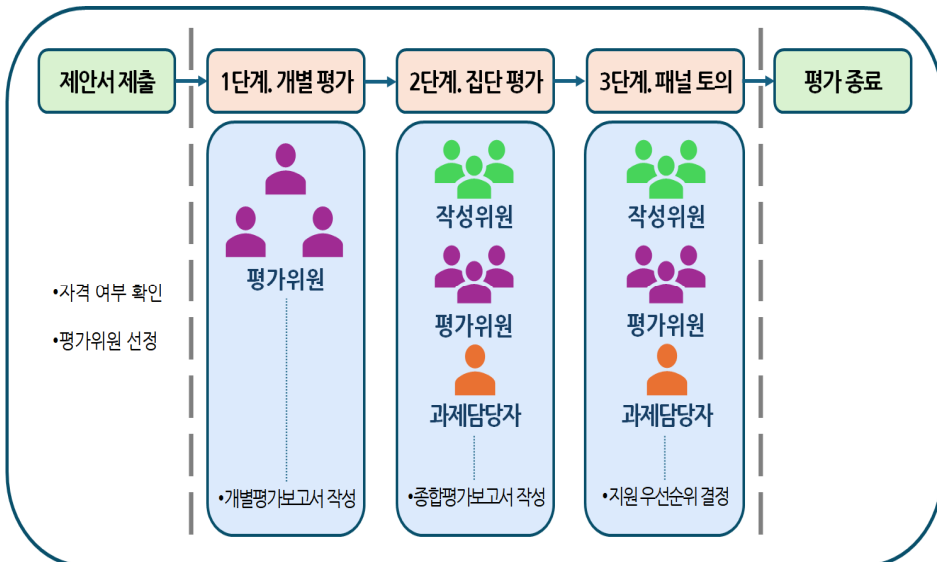 제안서 제출
1단계. 개별 평가
2단계. 집단 평가
3단계. 패널 토의
평가 종료
•자격 여부 확인
•평가위원 선정
평가위원
•개별평가보고서 작성
작성위원
평가위원
과제담당자
•종합평가보고서 작성
작성위원
평가위원
과제담당자
•지원 우선순위 결정